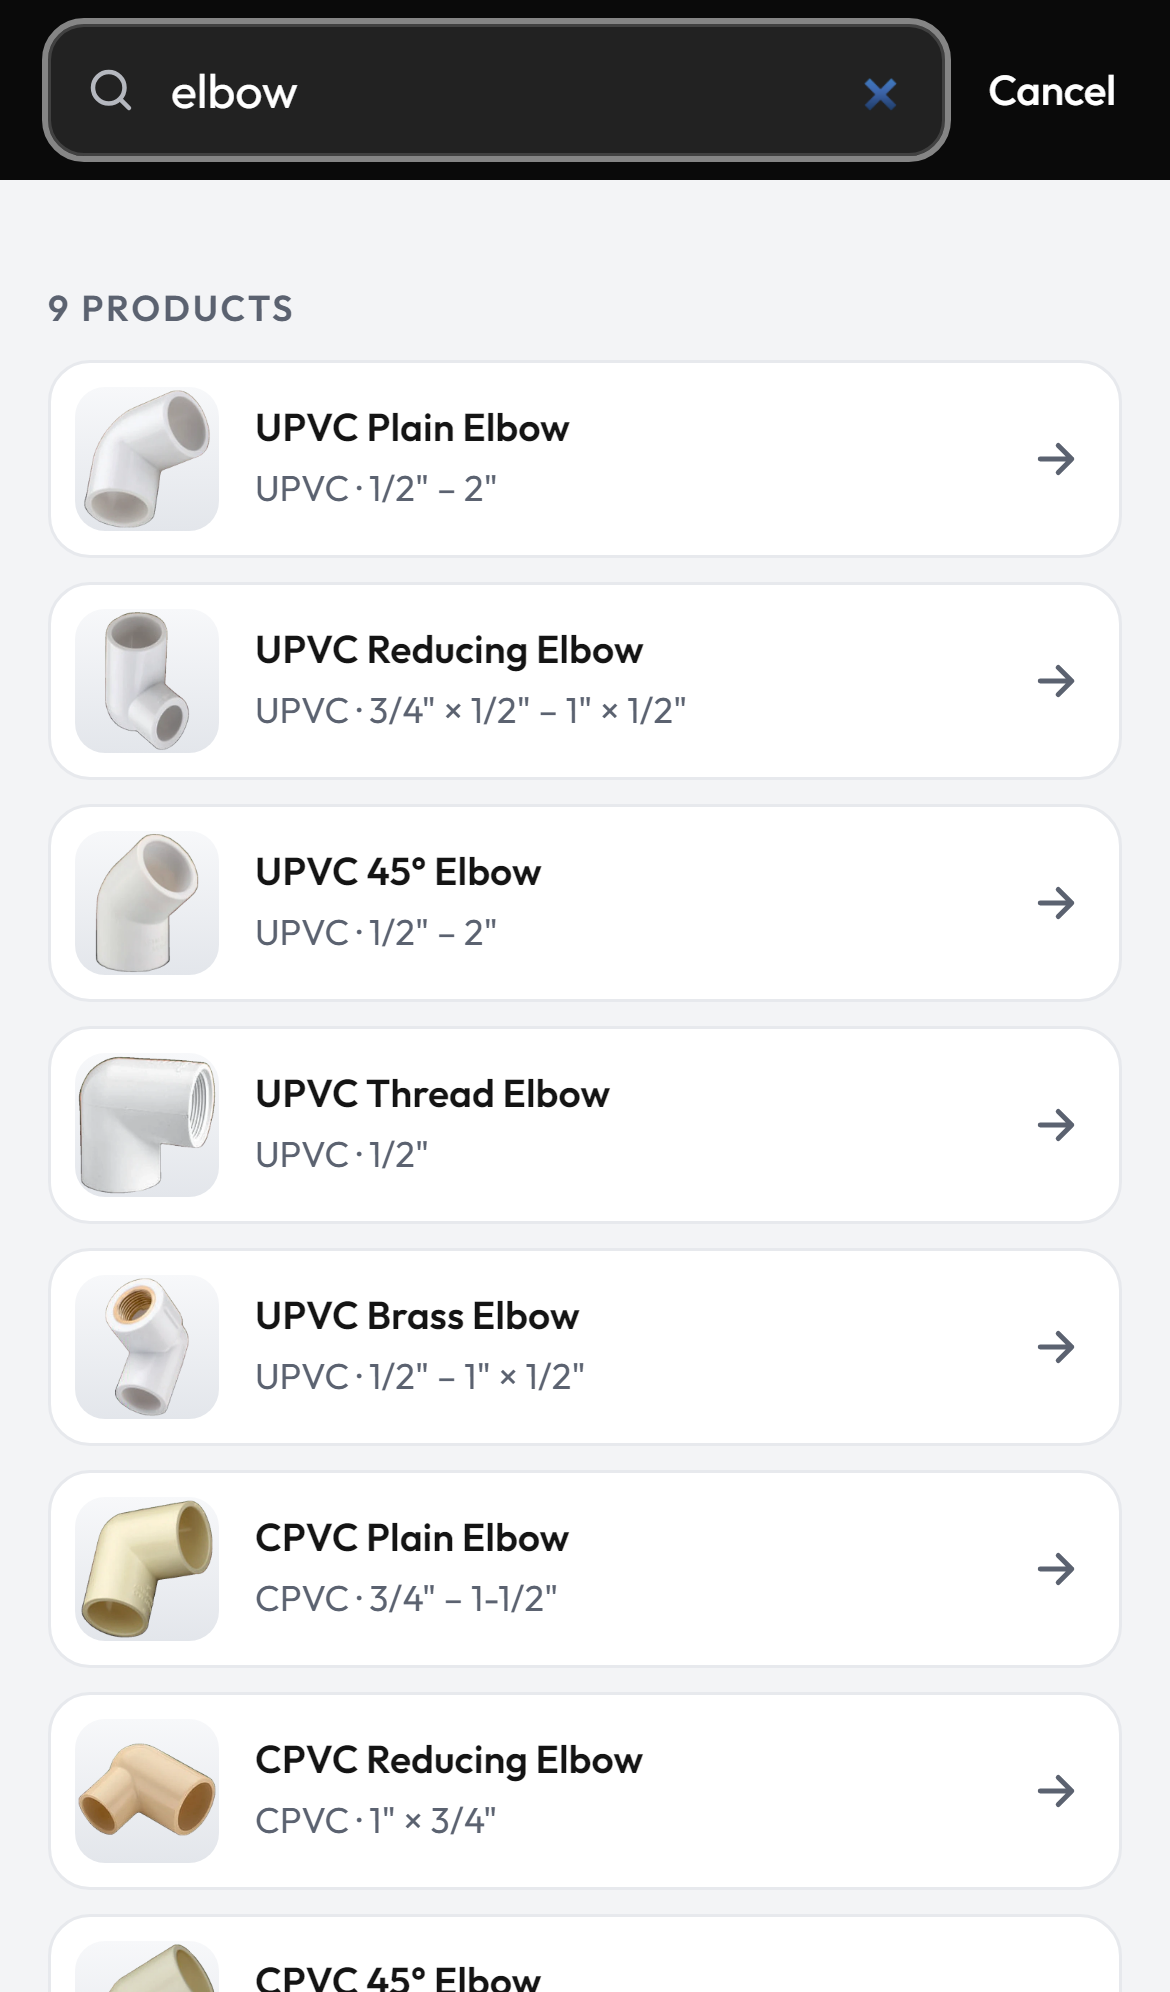 elbow
Cancel
9 PRODUCTS
UPVC Plain Elbow
UPVC · 1/2" – 2"
UPVC Reducing Elbow
UPVC · 3/4" × 1/2" – 1" × 1/2"
UPVC 45° Elbow
UPVC · 1/2" – 2"
UPVC Thread Elbow
UPVC · 1/2"
UPVC Brass Elbow
UPVC · 1/2" – 1" × 1/2"
CPVC Plain Elbow
CPVC · 3/4" – 1-1/2"
CPVC Reducing Elbow
CPVC · 1" × 3/4"
CPVC 45° Elbow